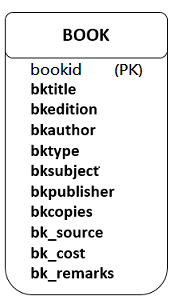 BOOK
bookid (PK)
bktitle
bkedition
bkauthor
bktype
bksubject
bkpublisher
bkcopies
bk_source
bk_cost
bk_remarks